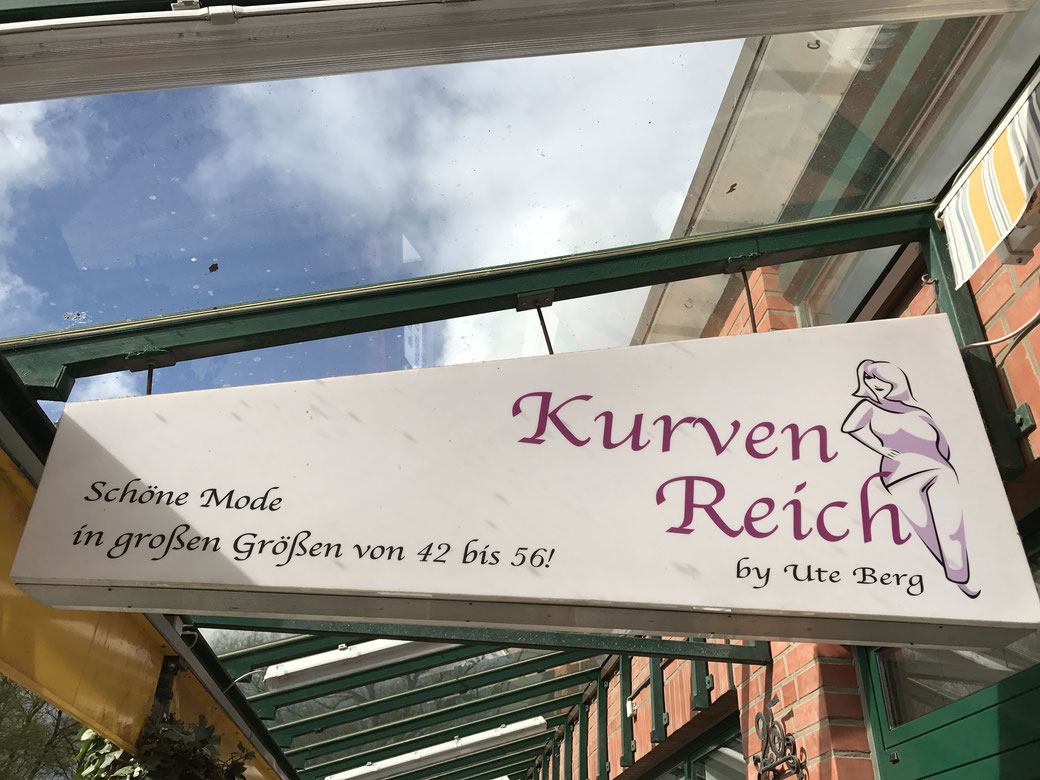 Kurven
Reich
by Ute Berg
Schöne Mode
in großen Größen von 42 bis 56!